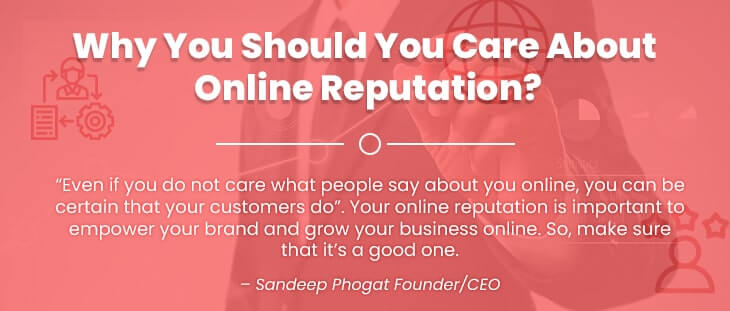 Why You Should You Care About
Online Reputation?
“Even if you do not care what people say about you online, you can be
certain that your customers do”. Your online reputation is important to
empower your brand and grow your business online. So, make sure
that it’s a good one.
– Sandeep Phogat Founder/CEO